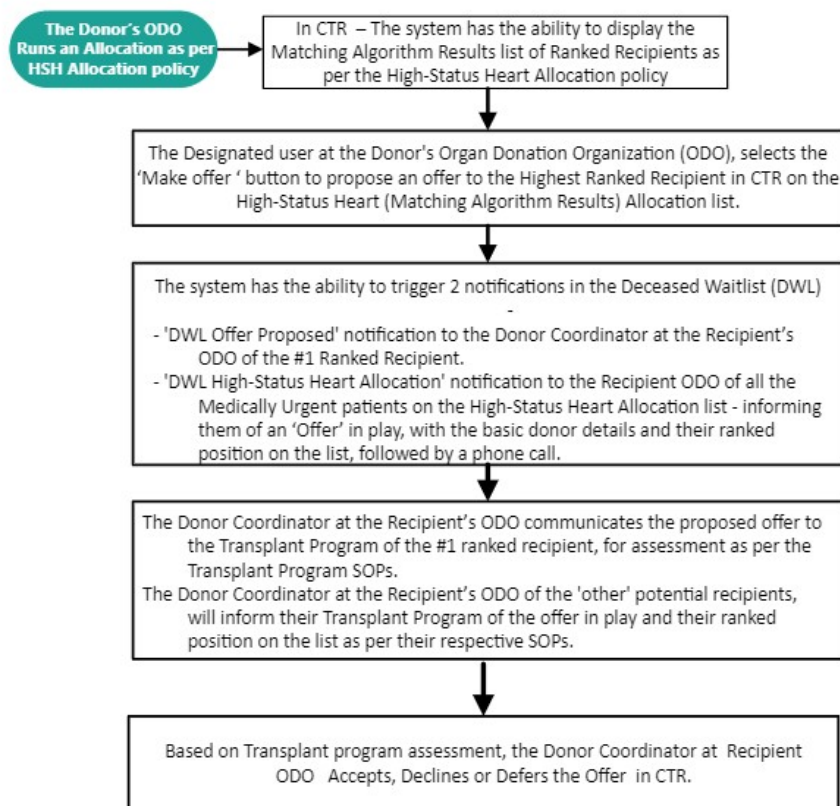 The Donor's ODO
Runs an Allocation as per
HSH Allocation policy
In CTR – The system has the ability to display the
Matching Algorithm Results list of Ranked Recipients as
per the High-Status Heart Allocation policy
The Designated user at the Donor's Organ Donation Organization (ODO), selects the
'Make offer ' button to propose an offer to the Highest Ranked Recipient in CTR on the
High-Status Heart (Matching Algorithm Results) Allocation list.
The system has the ability to trigger 2 notifications in the Deceased Waitlist (DWL)
-
- 'DWL Offer Proposed' notification to the Donor Coordinator at the Recipient's
ODO of the #1 Ranked Recipient.
- 'DWL High-Status Heart Allocation' notification to the Recipient ODO of all the
Medically Urgent patients on the High-Status Heart Allocation list - informing
them of an 'Offer' in play, with the basic donor details and their ranked
position on the list, followed by a phone call.
The Donor Coordinator at the Recipient's ODO communicates the proposed offer to
the Transplant Program of the #1 ranked recipient, for assessment as per the
Transplant Program SOPs.
The Donor Coordinator at the Recipient's ODO of the 'other' potential recipients,
will inform their Transplant Program of the offer in play and their ranked
position on the list as per their respective SOPs.
Based on Transplant program assessment, the Donor Coordinator at Recipient
ODO Accepts, Declines or Defers the Offer in CTR.